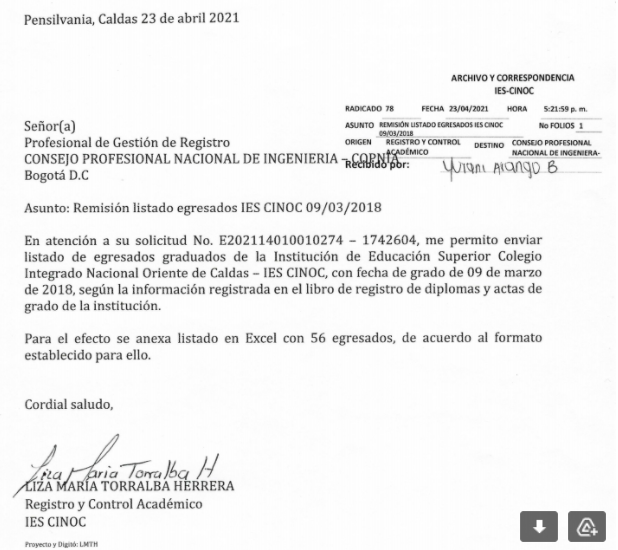 Pensilvania, Caldas 23 de abril 2021
ARCHIVO Y CORRESPONDENCIA
IES-CINOC
RADICADO 78 FECHA 23/04/2021 HORA 5:21:59 p. m.
ASUNTO REMISIÓN LISTADO EGRESADOS IES CINOC 09/03/2018 No FOLIOS 1
ORIGEN REGISTRO Y CONTROL ACADÉMICO DESTINO CONSEJO PROFESIONAL NACIONAL DE INGENIERA-
Recibido por: Yurani Arango B
Señor(a)
Profesional de Gestión de Registro
CONSEJO PROFESIONAL NACIONAL DE INGENIERIA – COPNIA
Bogotá D.C
Asunto: Remisión listado egresados IES CINOC 09/03/2018
En atención a su solicitud No. E202114010010274 – 1742604, me permito enviar
listado de egresados graduados de la Institución de Educación Superior Colegio
Integrado Nacional Oriente de Caldas – IES CINOC, con fecha de grado de 09 de marzo
de 2018, según la información registrada en el libro de registro de diplomas y actas de
grado de la institución.
Para el efecto se anexa listado en Excel con 56 egresados, de acuerdo al formato
establecido para ello.
Cordial saludo,
Liza Maria Torralba H
LIZA MARÍA TORRALBA HERRERA
Registro y Control Académico
IES CINOC
Proyecto y Digitó: LMTH